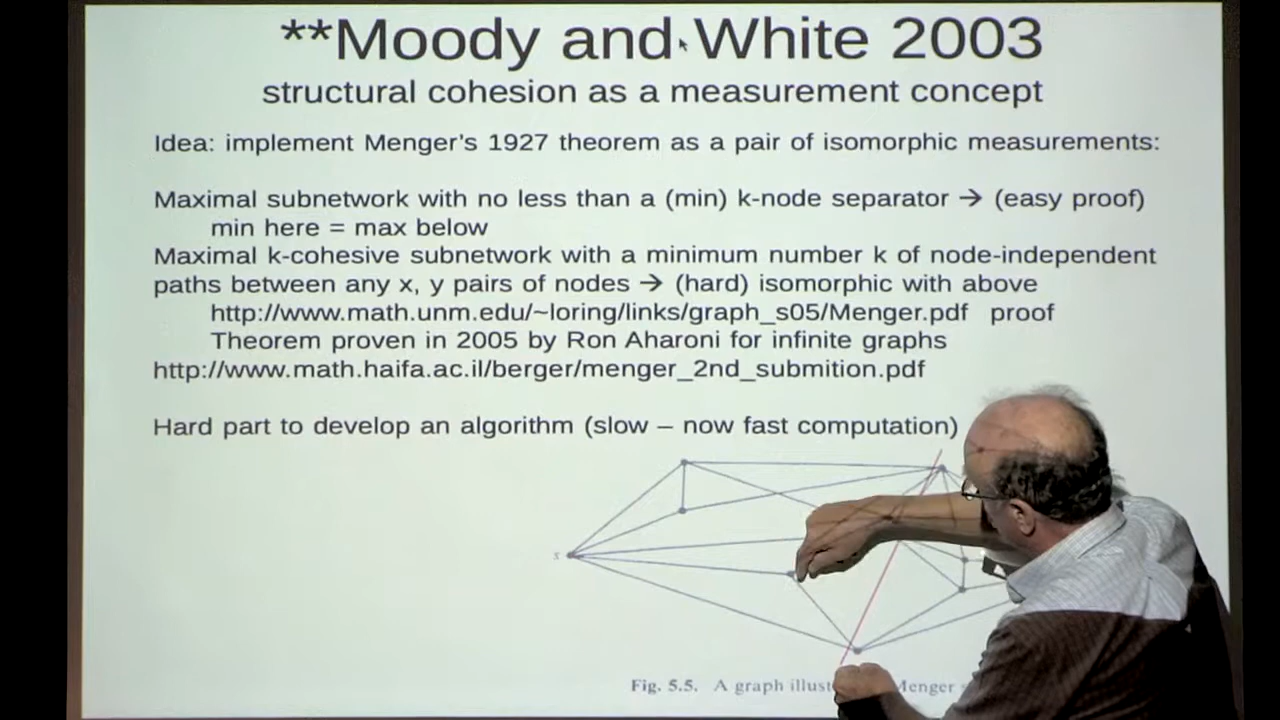 **Moody and White 2003
structural cohesion as a measurement concept
Idea: implement Menger's 1927 theorem as a pair of isomorphic measurements:
Maximal subnetwork with no less than a (min) k-node separator → (easy proof)
min here = max below
Maximal k-cohesive subnetwork with a minimum number k of node-independent
paths between any x, y pairs of nodes → (hard) isomorphic with above
http://www.math.unm.edu/~loring/links/graph_s05/Menger.pdf proof
Theorem proven in 2005 by Ron Aharoni for infinite graphs
http://www.math.haifa.ac.il/berger/menger_2nd_submition.pdf
Hard part to develop an algorithm (slow – now fast computation)
x
Fig. 5.5. A graph Menger